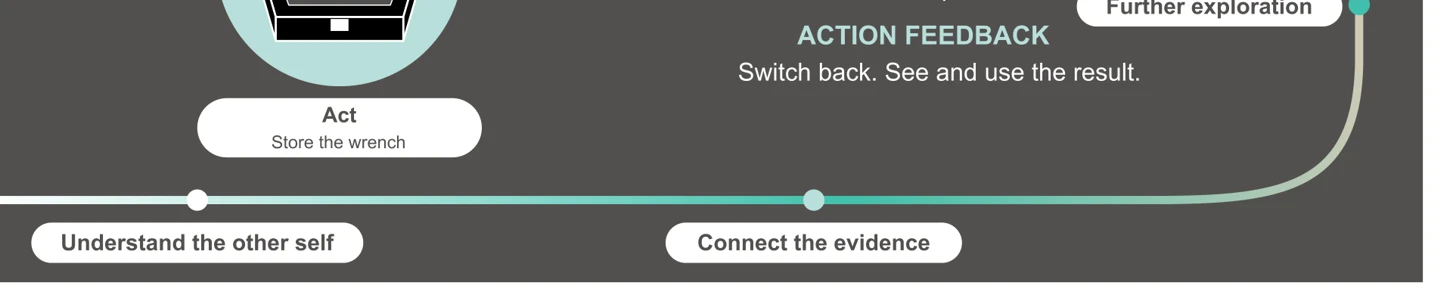 Further exploration
ACTION FEEDBACK
Switch back. See and use the result.
Act
Store the wrench
Understand the other self
Connect the evidence